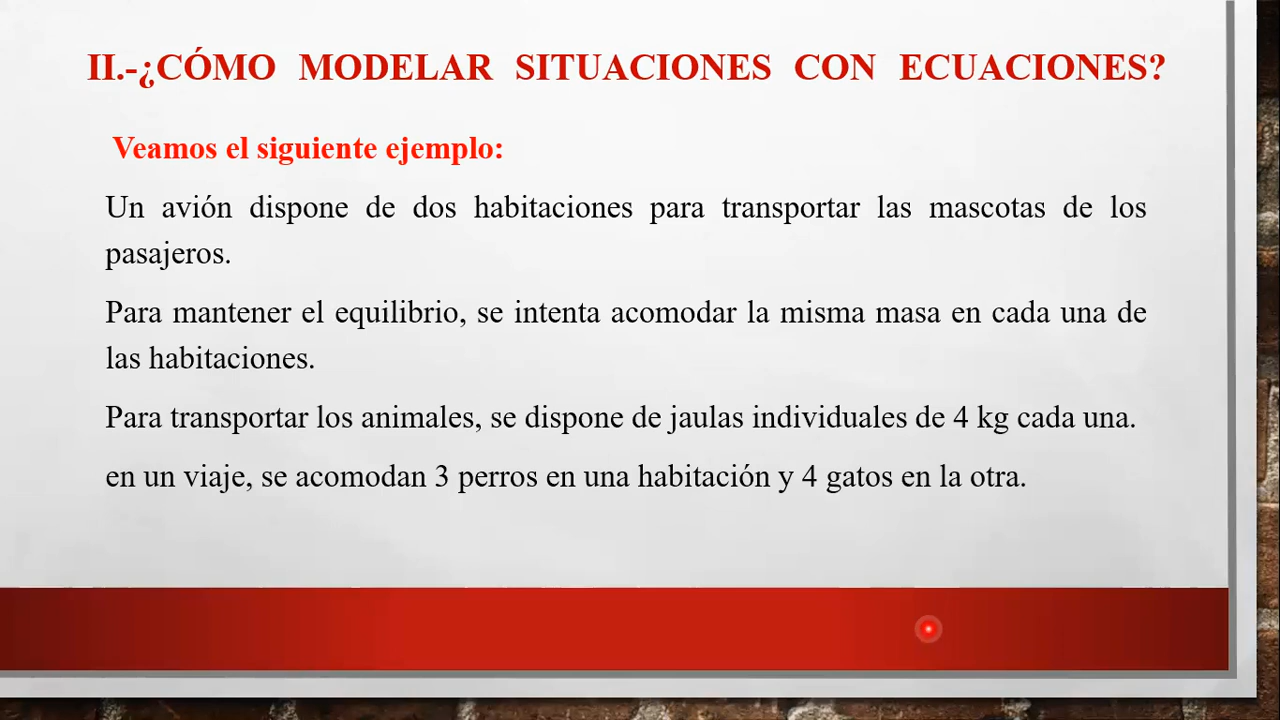 II.-¿CÓMO MODELAR SITUACIONES CON ECUACIONES?
Veamos el siguiente ejemplo:
Un avión dispone de dos habitaciones para transportar las mascotas de los
pasajeros.
Para mantener el equilibrio, se intenta acomodar la misma masa en cada una de
las habitaciones.
Para transportar los animales, se dispone de jaulas individuales de 4 kg cada una.
en un viaje, se acomodan 3 perros en una habitación y 4 gatos en la otra.